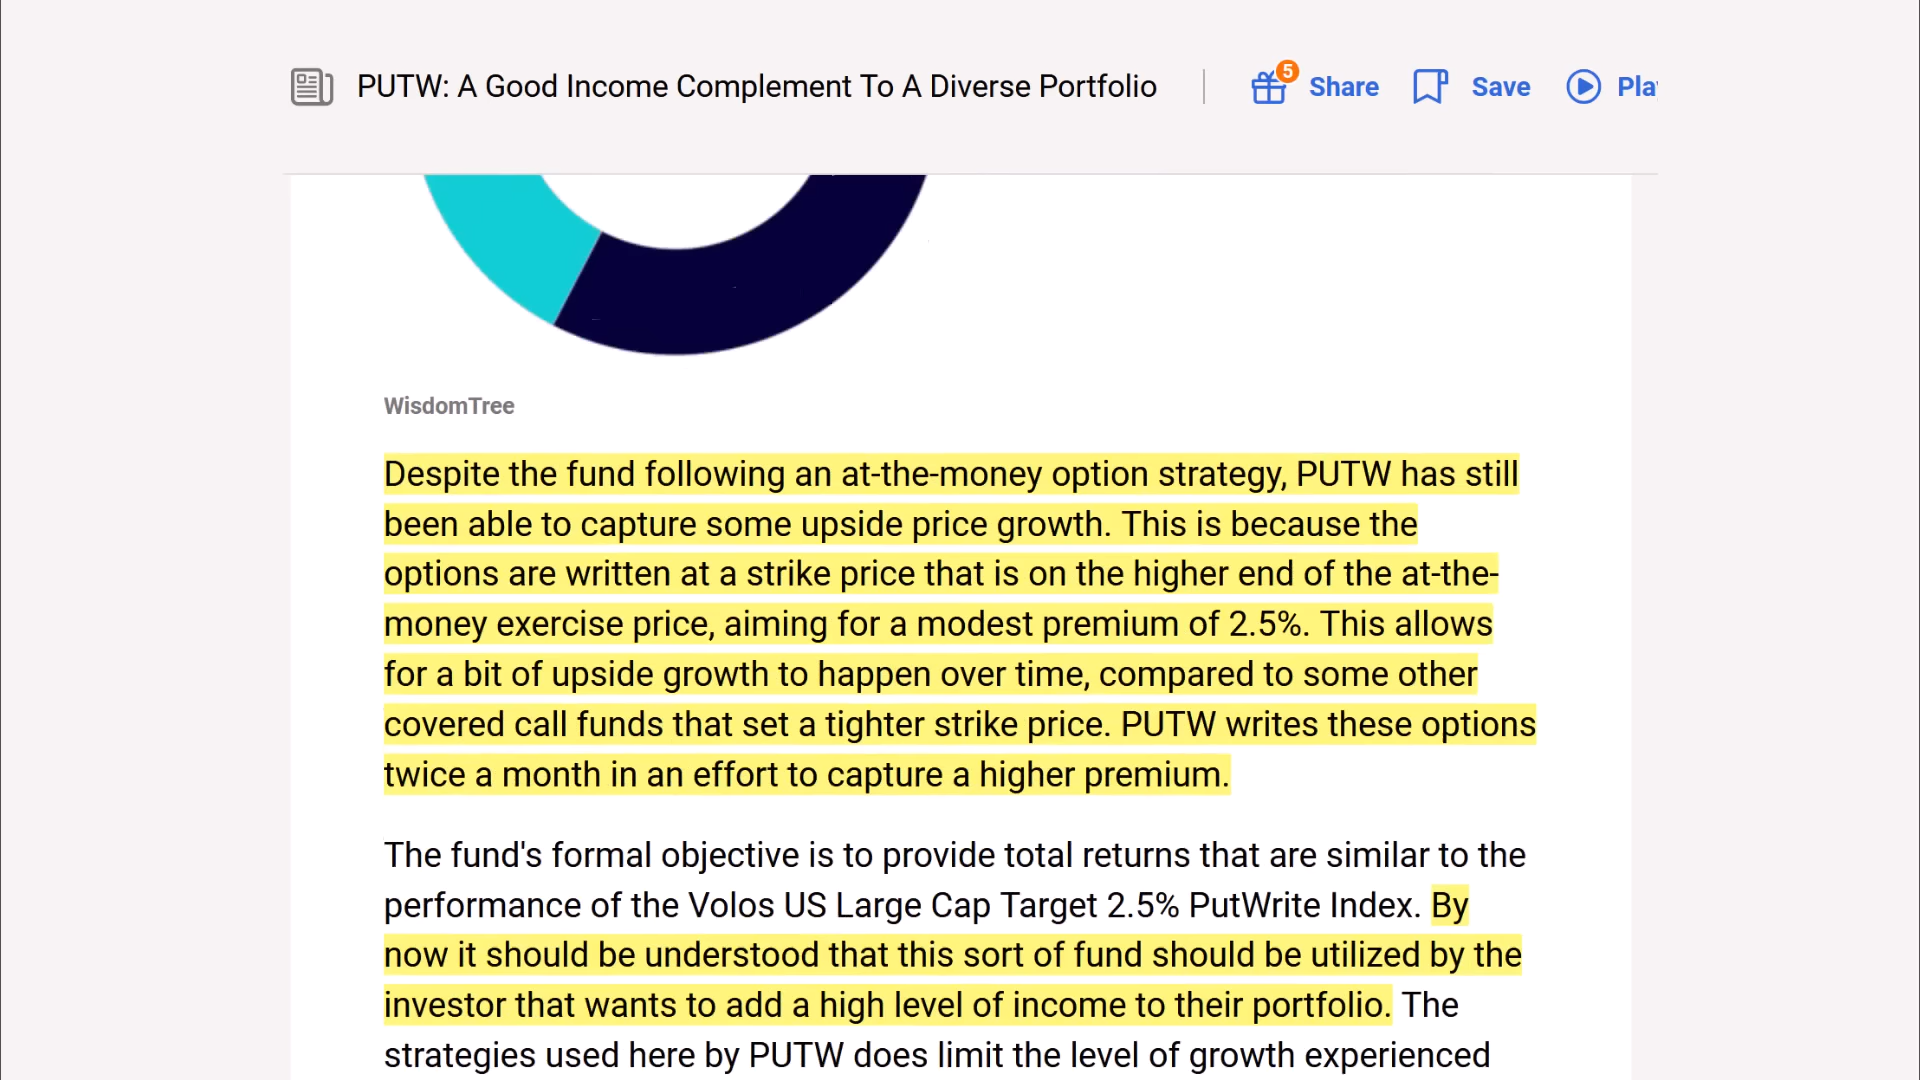 PUTW: A Good Income Complement To A Diverse Portfolio
5
Share
Save
WisdomTree
Despite the fund following an at-the-money option strategy, PUTW has still
been able to capture some upside price growth. This is because the
options are written at a strike price that is on the higher end of the at-the-
money exercise price, aiming for a modest premium of 2.5%. This allows
for a bit of upside growth to happen over time, compared to some other
covered call funds that set a tighter strike price. PUTW writes these options
twice a month in an effort to capture a higher premium.
The fund's formal objective is to provide total returns that are similar to the
performance of the Volos US Large Cap Target 2.5% PutWrite Index. By
now it should be understood that this sort of fund should be utilized by the
investor that wants to add a high level of income to their portfolio. The
strategies used here by PUTW does limit the level of growth experienced